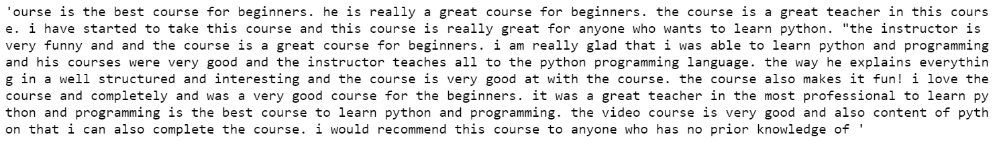 'ourse is the best course for beginners. he is really a great course for beginners. the course is a great teacher in this cours
e. i have started to take this course and this course is really great for anyone who wants to learn python. "the instructor is
very funny and and the course is a great course for beginners. i am really glad that i was able to learn python and programming
and his courses were very good and the instructor teaches all to the python programming language. the way he explains everythin
g in a well structured and interesting and the course is very good at with the course. the course also makes it fun! i love the
course and completely and was a very good course for the beginners. it was a great teacher in the most professional to learn py
thon and programming is the best course to learn python and programming. the video course is very good and also content of pyth
on that i can also complete the course. i would recommend this course to anyone who has no prior knowledge of '